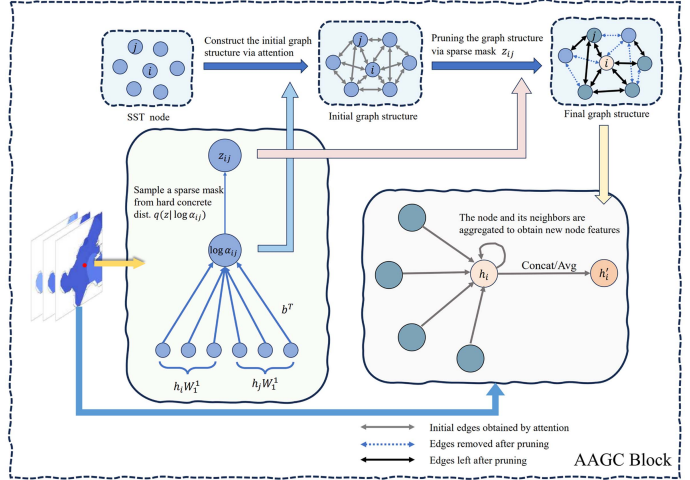 j
i
SST node
Construct the initial graph
structure via attention
j
i
Initial graph structure
Pruning the graph structure
via sparse mask z_{ij}
j
i
Final graph structure
z_{ij}
Sample a sparse mask
from hard concrete
dist. q(z| log α_{ij})
log α_{ij}
b^T
h_iW_1^1
h_jW_1^1
The node and its neighbors are
aggregated to obtain new node features
h_i
Concat/Avg
h_i′
Initial edges obtained by attention
Edges removed after pruning
Edges left after pruning
AAGC Block